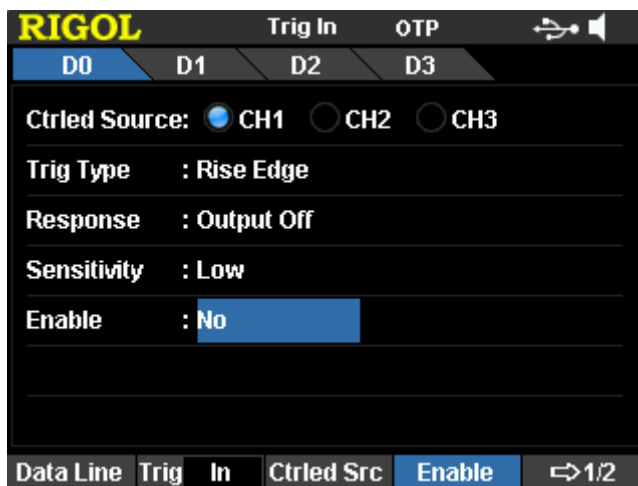 RIGOL Trig In OTP
D0 D1 D2 D3
Ctrled Source: CH1 CH2 CH3
Trig Type : Rise Edge
Response : Output Off
Sensitivity : Low
Enable : No
Data Line Trig In Ctrled Src Enable ⇨1/2